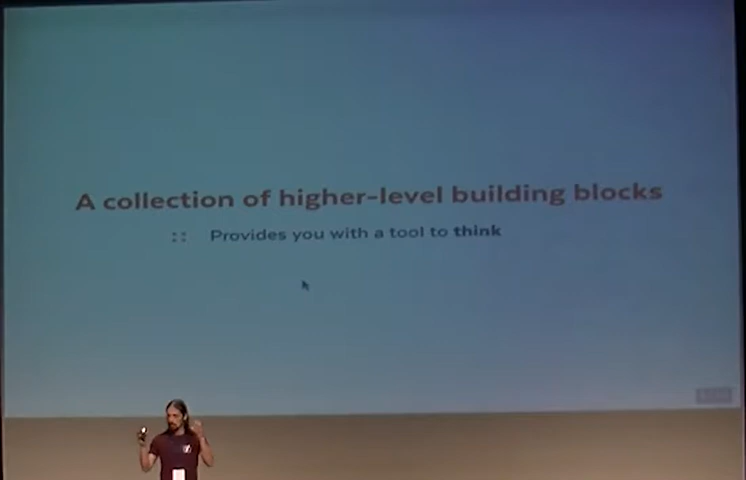 A collection of higher-level building blocks
:: Provides you with a tool to think